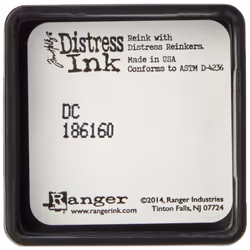 Tim Holtz
Distress Ink
Reink with
Distress Reinkers.
Made in USA
Conforms to ASTM D-4236
DC
186160
Ranger
www.rangerink.com
©2014, Ranger Industries
Tinton Falls, NJ 07724